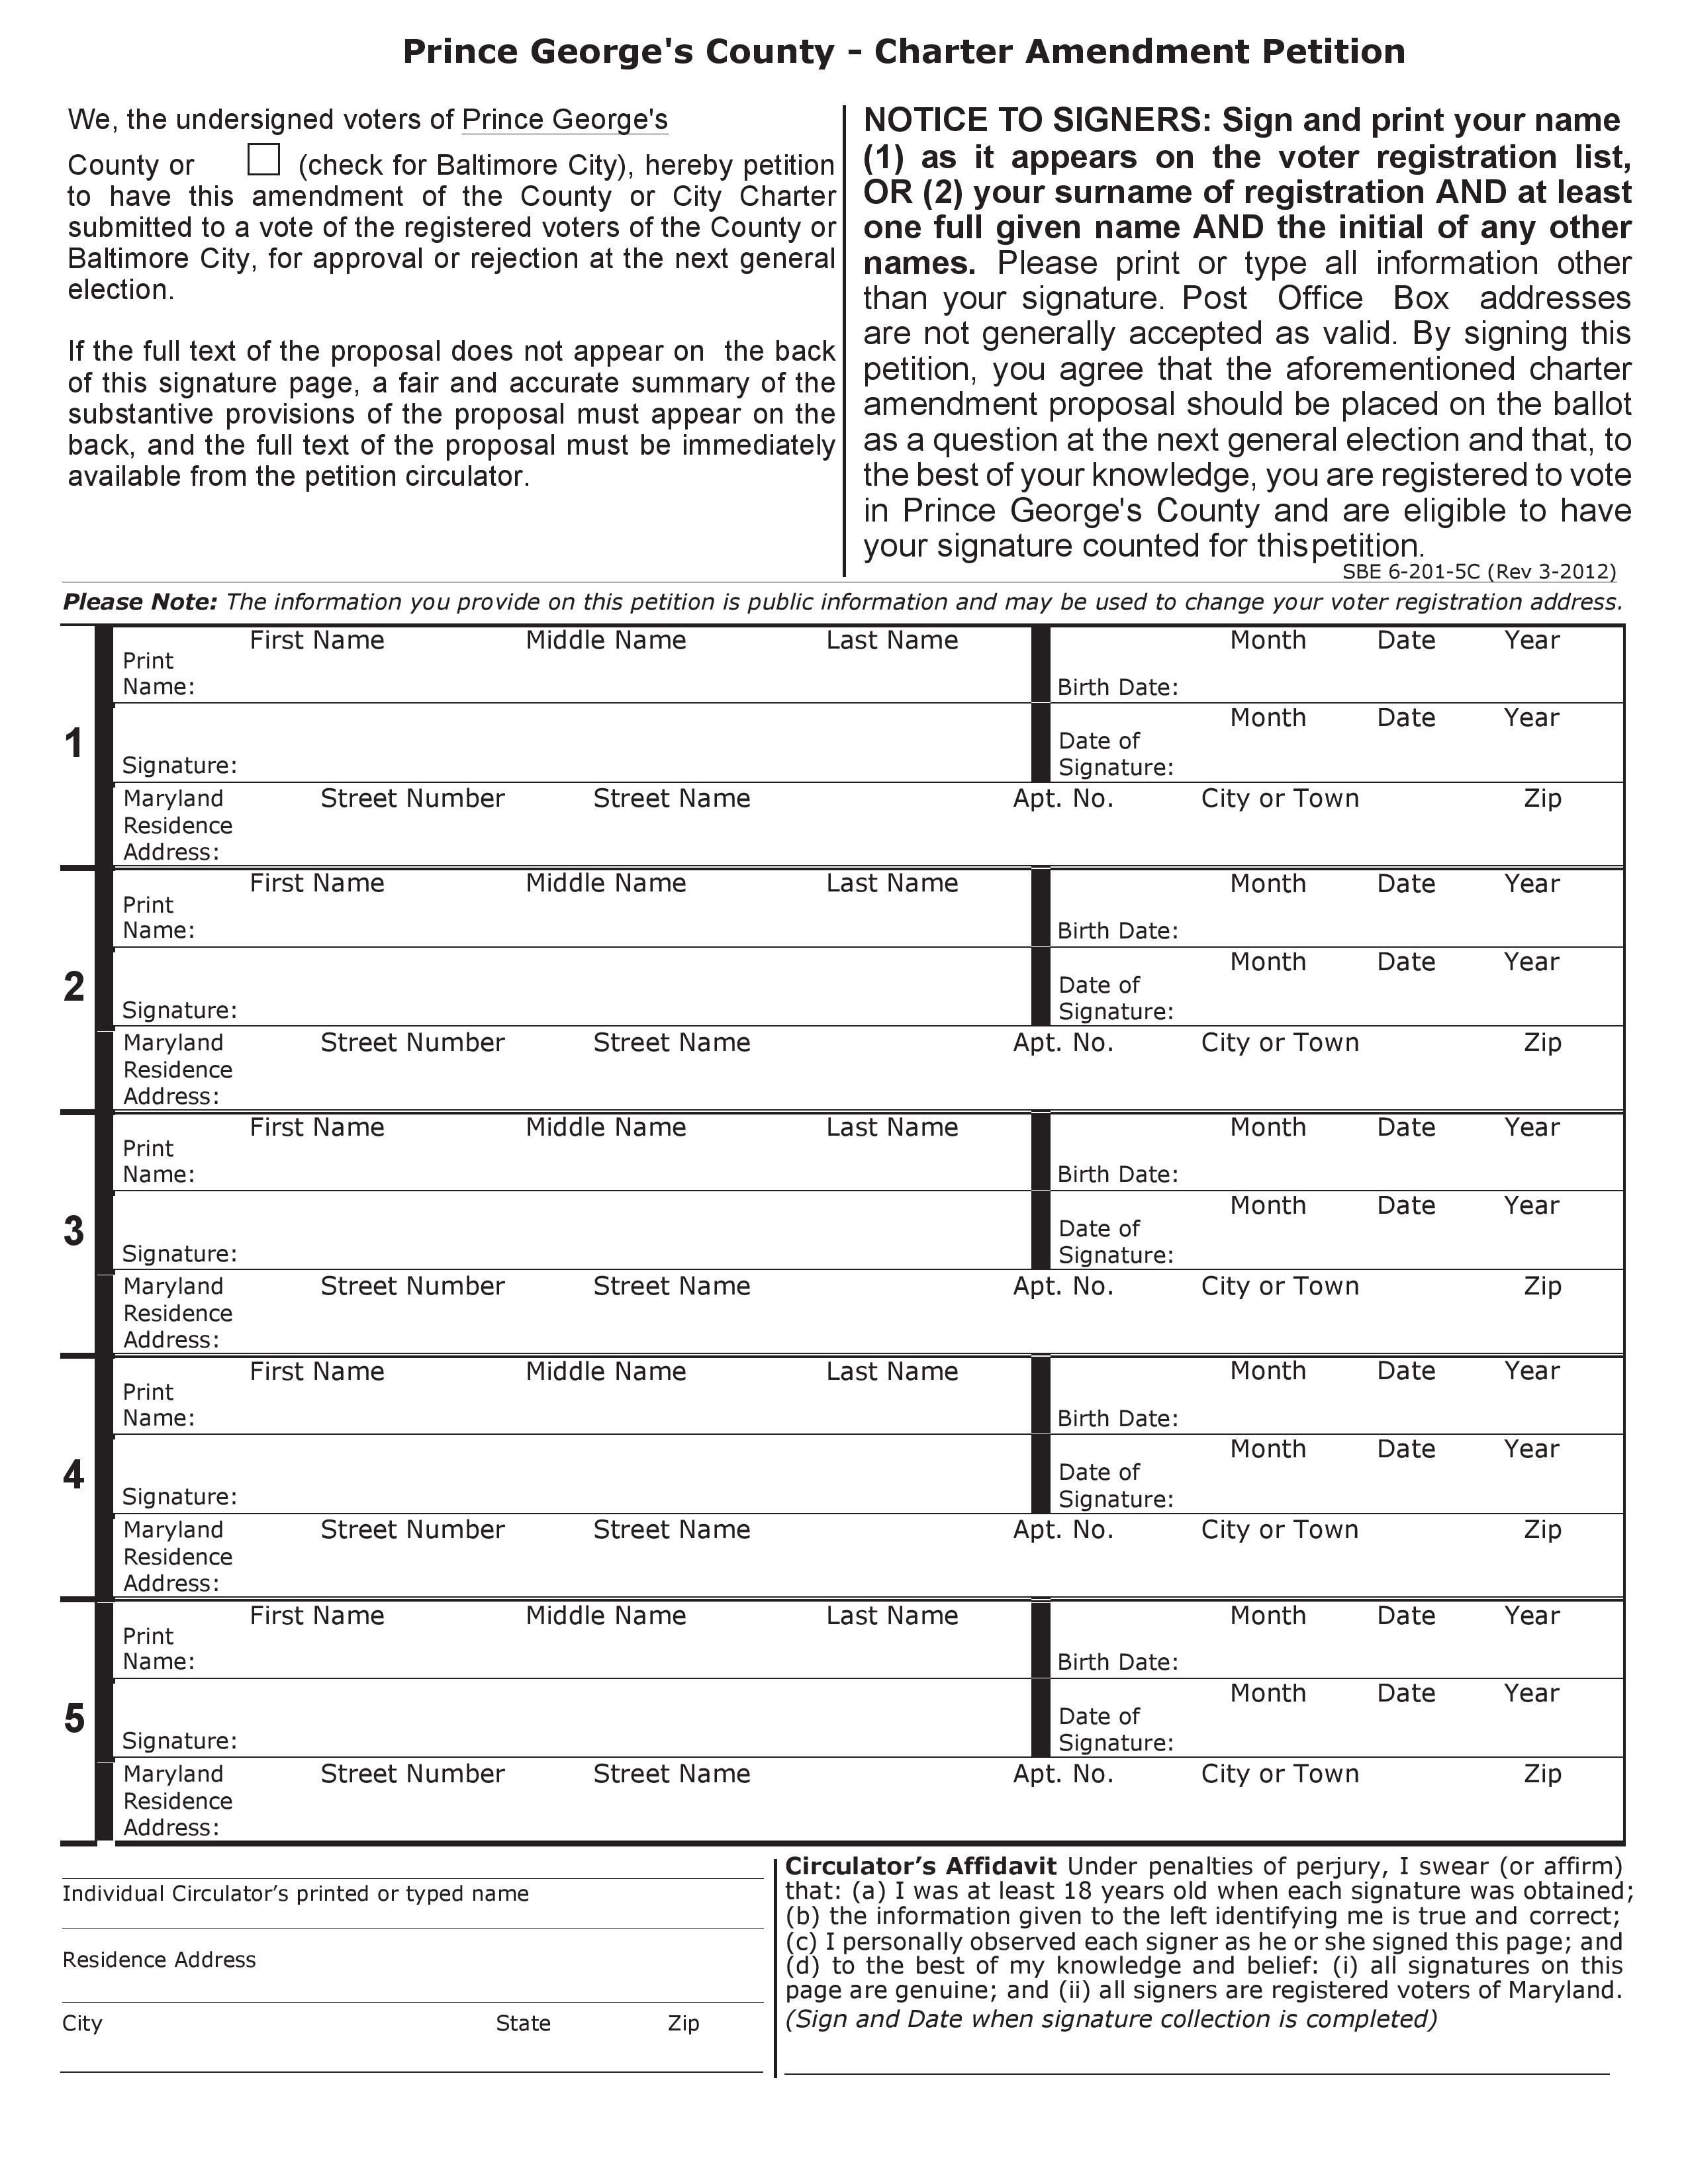 Prince George's County - Charter Amendment Petition
We, the undersigned voters of Prince George's
County or (check for Baltimore City), hereby petition
to have this amendment of the County or City Charter
submitted to a vote of the registered voters of the County or
Baltimore City, for approval or rejection at the next general
election.
If the full text of the proposal does not appear on the back
of this signature page, a fair and accurate summary of the
substantive provisions of the proposal must appear on the
back, and the full text of the proposal must be immediately
available from the petition circulator.
NOTICE TO SIGNERS: Sign and print your name
(1) as it appears on the voter registration list,
OR (2) your surname of registration AND at least
one full given name AND the initial of any other
names. Please print or type all information other
than your signature. Post Office Box addresses
are not generally accepted as valid. By signing this
petition, you agree that the aforementioned charter
amendment proposal should be placed on the ballot
as a question at the next general election and that, to
the best of your knowledge, you are registered to vote
in Prince George's County and are eligible to have
your signature counted for thispetition.
SBE 6-201-5C (Rev 3-2012)
Please Note: The information you provide on this petition is public information and may be used to change your voter registration address.
1
First Name Middle Name Last Name Month Date Year
Print
Name: Birth Date:
Month Date Year
Date of
Signature: Signature:
Maryland Street Number Street Name Apt. No. City or Town Zip
Residence
Address:
2
First Name Middle Name Last Name Month Date Year
Print
Name: Birth Date:
Month Date Year
Date of
Signature: Signature:
Maryland Street Number Street Name Apt. No. City or Town Zip
Residence
Address:
3
First Name Middle Name Last Name Month Date Year
Print
Name: Birth Date:
Month Date Year
Date of
Signature: Signature:
Maryland Street Number Street Name Apt. No. City or Town Zip
Residence
Address:
4
First Name Middle Name Last Name Month Date Year
Print
Name: Birth Date:
Month Date Year
Date of
Signature: Signature:
Maryland Street Number Street Name Apt. No. City or Town Zip
Residence
Address:
5
First Name Middle Name Last Name Month Date Year
Print
Name: Birth Date:
Month Date Year
Date of
Signature: Signature:
Maryland Street Number Street Name Apt. No. City or Town Zip
Residence
Address:
Individual Circulator’s printed or typed name
Residence Address
City State Zip
Circulator’s Affidavit Under penalties of perjury, I swear (or affirm)
that: (a) I was at least 18 years old when each signature was obtained;
(b) the information given to the left identifying me is true and correct;
(c) I personally observed each signer as he or she signed this page; and
(d) to the best of my knowledge and belief: (i) all signatures on this
page are genuine; and (ii) all signers are registered voters of Maryland.
(Sign and Date when signature collection is completed)